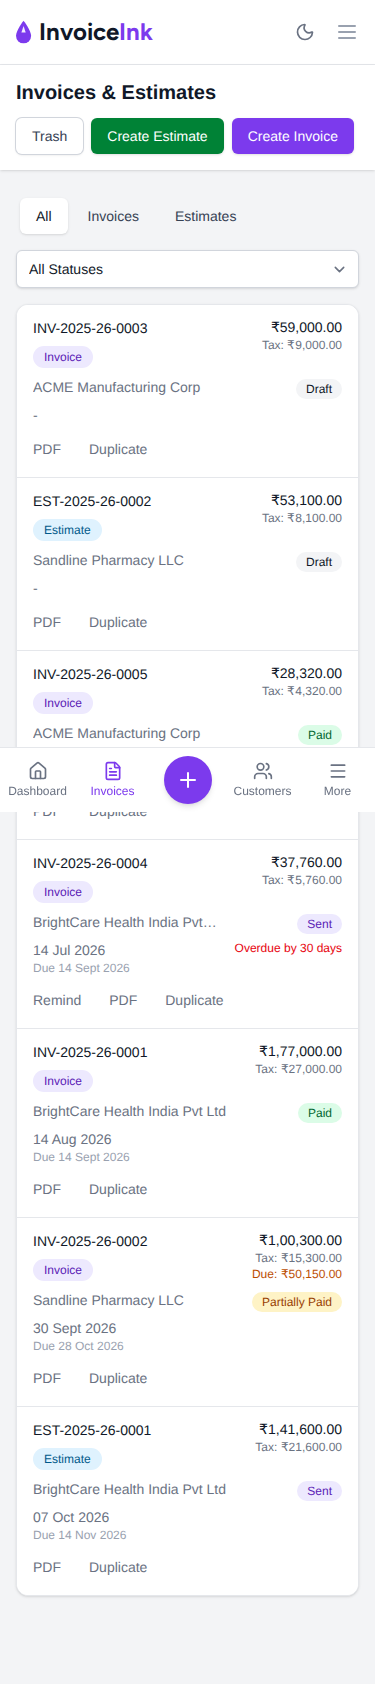 InvoiceInk
Invoices & Estimates
Trash
Create Estimate
Create Invoice
All
Invoices
Estimates
All Statuses
INV-2025-26-0003
₹59,000.00
Tax: ₹9,000.00
Invoice
ACME Manufacturing Corp
Draft
-
PDF
Duplicate
EST-2025-26-0002
₹53,100.00
Tax: ₹8,100.00
Estimate
Sandline Pharmacy LLC
Draft
-
PDF
Duplicate
INV-2025-26-0005
₹28,320.00
Tax: ₹4,320.00
Invoice
ACME Manufacturing Corp
Paid
Dashboard
Invoices
Customers
More
PDF
Duplicate
INV-2025-26-0004
₹37,760.00
Tax: ₹5,760.00
Invoice
BrightCare Health India Pvt…
Sent
14 Jul 2026
Overdue by 30 days
Due 14 Sept 2026
Remind
PDF
Duplicate
INV-2025-26-0001
₹1,77,000.00
Tax: ₹27,000.00
Invoice
BrightCare Health India Pvt Ltd
Paid
14 Aug 2026
Due 14 Sept 2026
PDF
Duplicate
INV-2025-26-0002
₹1,00,300.00
Tax: ₹15,300.00
Invoice
Due: ₹50,150.00
Sandline Pharmacy LLC
Partially Paid
30 Sept 2026
Due 28 Oct 2026
PDF
Duplicate
EST-2025-26-0001
₹1,41,600.00
Tax: ₹21,600.00
Estimate
BrightCare Health India Pvt Ltd
Sent
07 Oct 2026
Due 14 Nov 2026
PDF
Duplicate